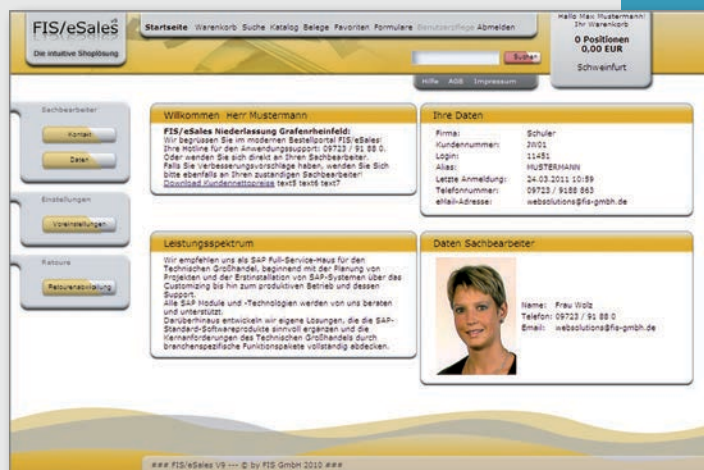 FIS/eSales
Die intuitive Shoplösung
Startseite Warenkorb Suche Katalog Belege Favoriten Formulare Benutzerpflege Abmelden
Suchen
Hilfe AGB Impressum
Hallo Max Mustermann!
Ihr Warenkorb
0 Positionen
0,00 EUR
Schweinfurt
Sachbearbeiter
Kontakt
Daten
Einstellungen
Voreinstellungen
Retoure
Retourenabwicklung
Willkommen Herr Mustermann
FIS/eSales Niederlassung Grafenrheinfeld:
Wir begrüssen Sie im modernen Bestellportal FIS/eSales!
Ihre Hotline für den Anwendungssupport: 09723 / 91 88 0.
Oder wenden Sie sich direkt an Ihren Sachbearbeiter.
Falls Sie Verbesserungsvorschläge haben, wenden Sie Sich
bitte ebenfalls an Ihren zuständigen Sachbearbeiter!
Download Kundennettopreise text5 text6 text7
Ihre Daten
Firma: Schuler
Kundennummer: JW01
Login: 11451
Alias: MUSTERMANN
Letzte Anmeldung: 24.03.2011 10:59
Telefonnummer: 09723 / 9188 863
eMail-Adresse: websolutions@fis-gmbh.de
Leistungsspektrum
Wir empfehlen uns als SAP Full-Service-Haus für den
Technischen Großhandel, beginnend mit der Planung von
Projekten und der Erstinstallation von SAP-Systemen über das
Customizing bis hin zum produktiven Betrieb und dessen
Support.
Alle SAP Module und -Technologien werden von uns beraten
und unterstützt.
Darüberhinaus entwickeln wir eigene Lösungen, die die SAP-
Standard-Softwareprodukte sinnvoll ergänzen und die
Kernanforderungen des Technischen Großhandels durch
branchenspezifische Funktionspakete vollständig abdecken.
Daten Sachbearbeiter
Name: Frau Wolz
Telefon: 09723 / 91 88 0
Email: websolutions@fis-gmbh.de
### FIS/eSales V9 --- © by FIS GmbH 2010 ###